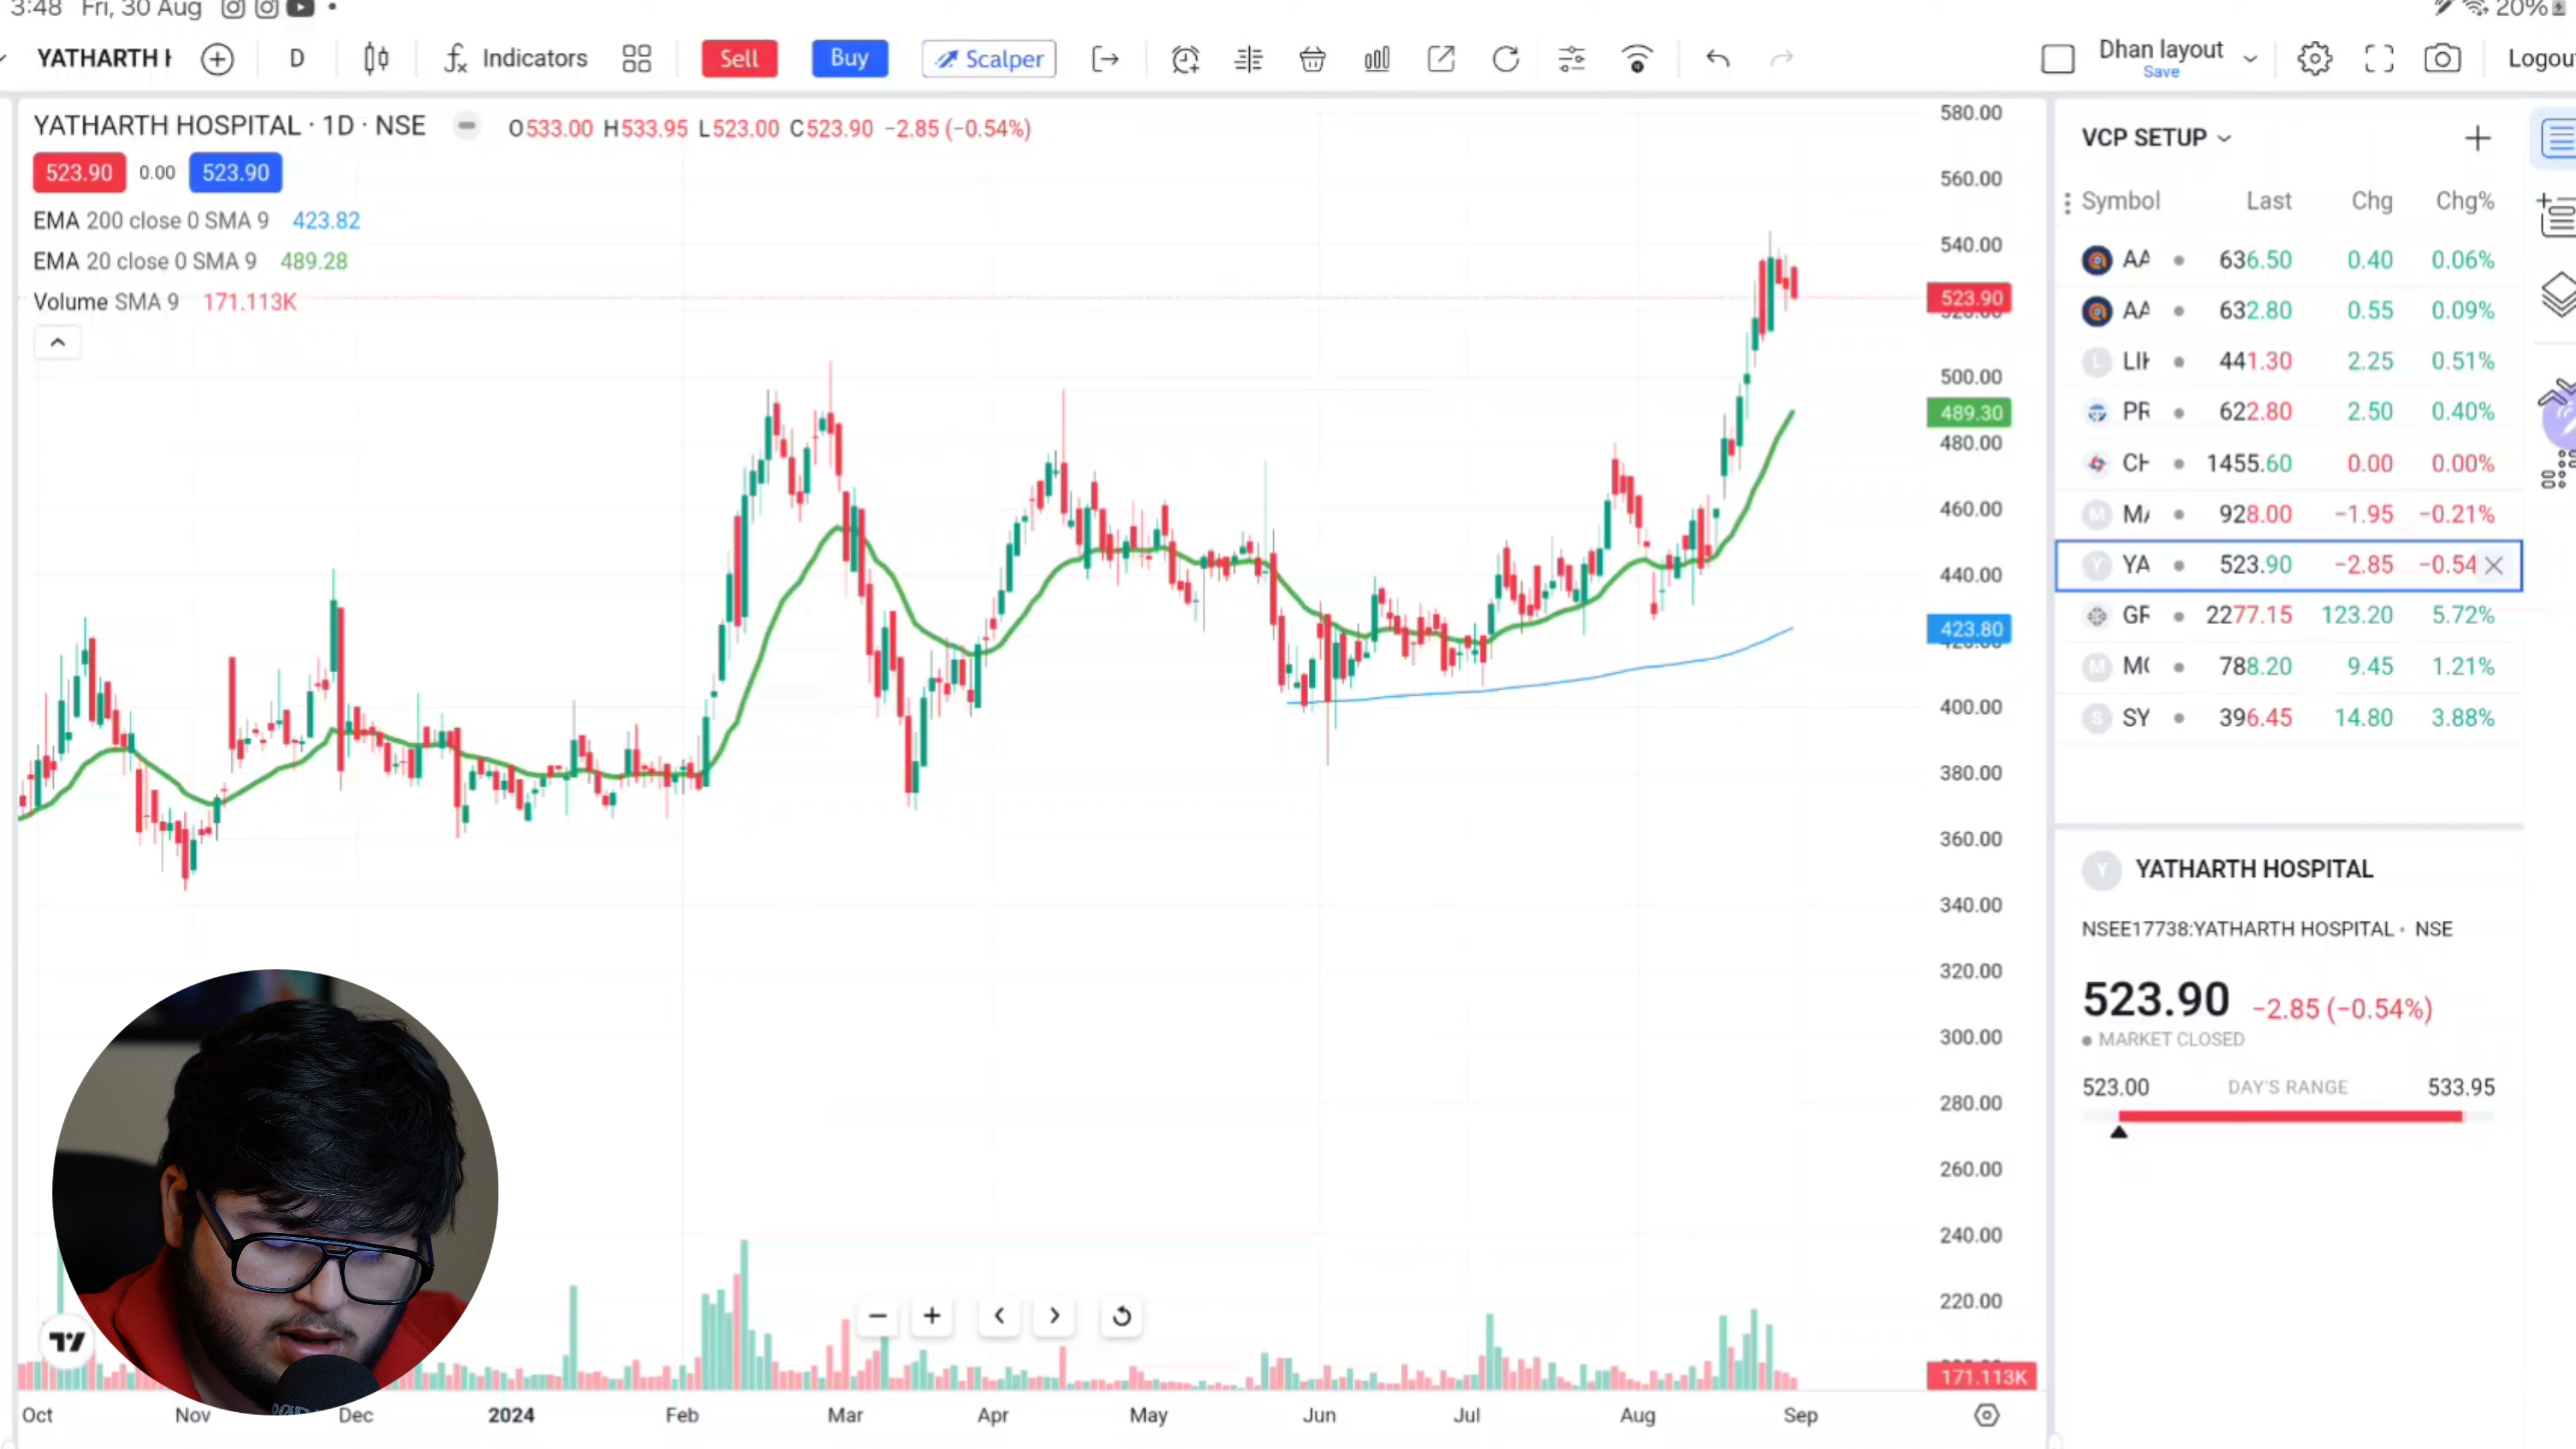 3:48 Fri, 30 Aug 20%
YATHARTH H D Indicators Sell Buy Scalper Dhan layout Save Logou
YATHARTH HOSPITAL · 1D · NSE O533.00 H533.95 L523.00 C523.90 −2.85 (−0.54%)
523.90 0.00 523.90
EMA 200 close 0 SMA 9 423.82
EMA 20 close 0 SMA 9 489.28
Volume SMA 9 171.113K
580.00
560.00
540.00
523.90
500.00
489.30
480.00
460.00
440.00
423.80
400.00
380.00
360.00
340.00
320.00
300.00
280.00
260.00
240.00
220.00
171.113K
Oct Nov Dec 2024 Feb Mar Apr May Jun Jul Aug Sep
VCP SETUP
Symbol Last Chg Chg%
AA 636.50 0.40 0.06%
AA 632.80 0.55 0.09%
L LIK 441.30 2.25 0.51%
PR 622.80 2.50 0.40%
CH 1455.60 0.00 0.00%
M MA 928.00 −1.95 −0.21%
Y YA 523.90 −2.85 −0.54
GR 2277.15 123.20 5.72%
M MO 788.20 9.45 1.21%
S SY 396.45 14.80 3.88%
Y YATHARTH HOSPITAL
NSEE17738:YATHARTH HOSPITAL · NSE
523.90 −2.85 (−0.54%)
MARKET CLOSED
523.00 DAY'S RANGE 533.95